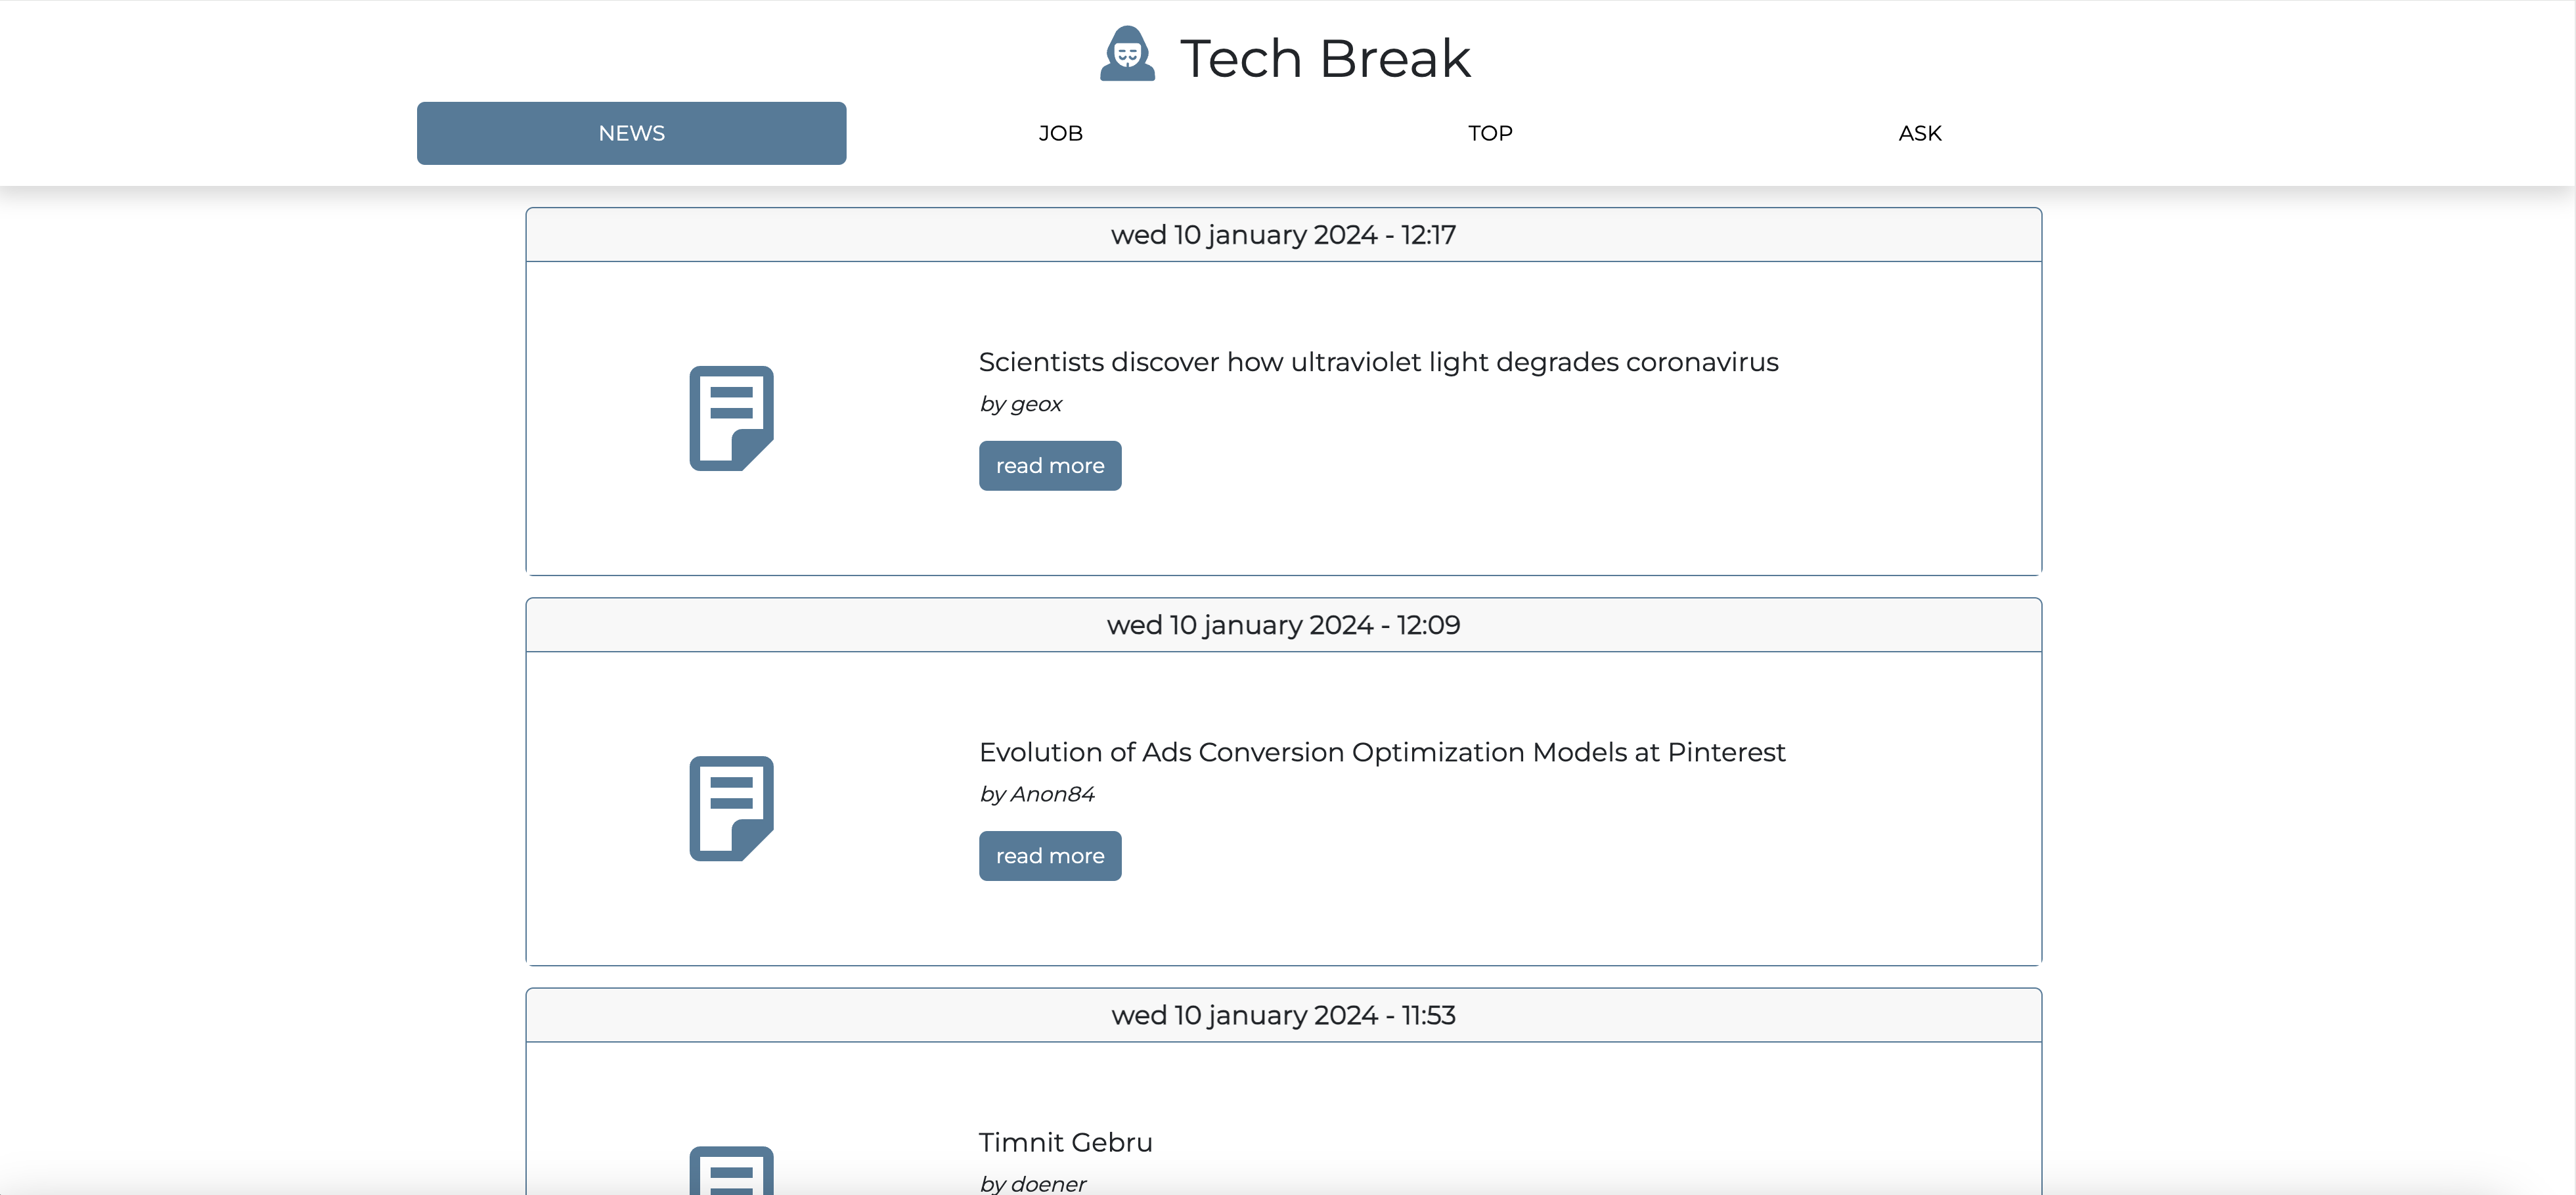 Tech Break
NEWS JOB TOP ASK
wed 10 january 2024 - 12:17
Scientists discover how ultraviolet light degrades coronavirus
by geox
read more
wed 10 january 2024 - 12:09
Evolution of Ads Conversion Optimization Models at Pinterest
by Anon84
read more
wed 10 january 2024 - 11:53
Timnit Gebru
by doener